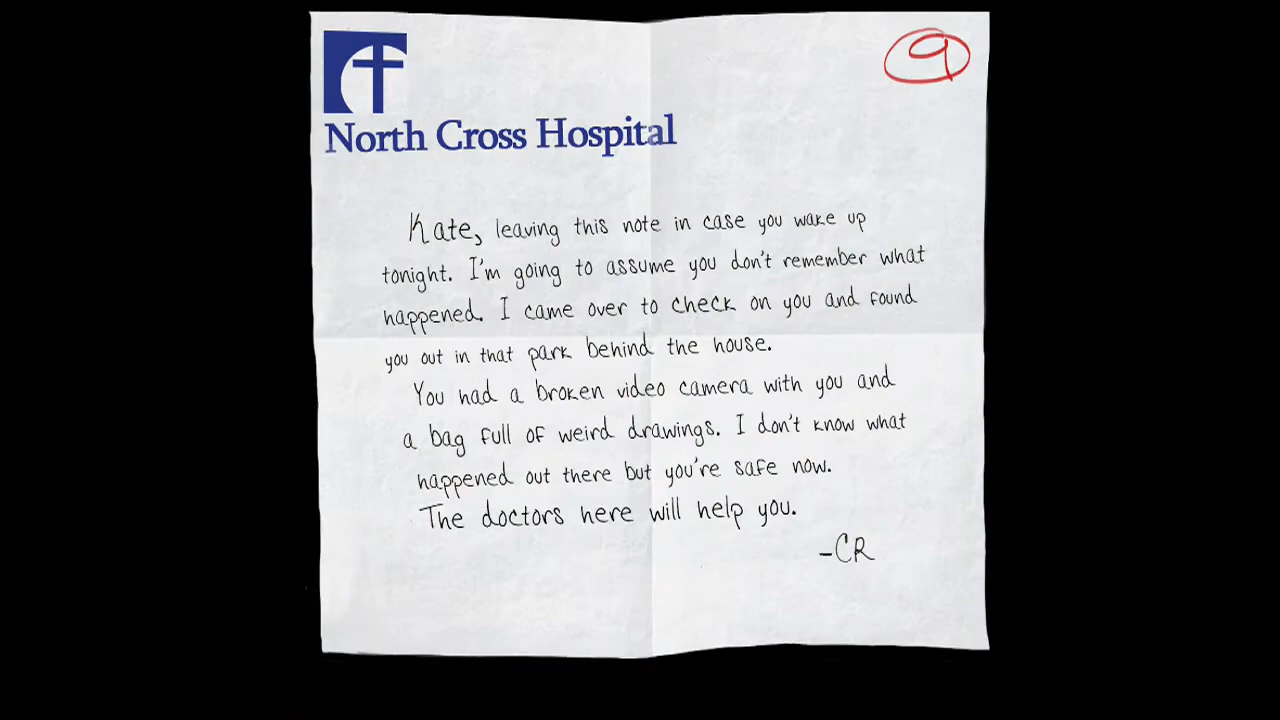 9
North Cross Hospital
Kate, leaving this note in case you wake up
tonight. I'm going to assume you don't remember what
happened. I came over to check on you and found
you out in that park behind the house.
You had a broken video camera with you and
a bag full of weird drawings. I don't know what
happened out there but you're safe now.
The doctors here will help you.
-CR